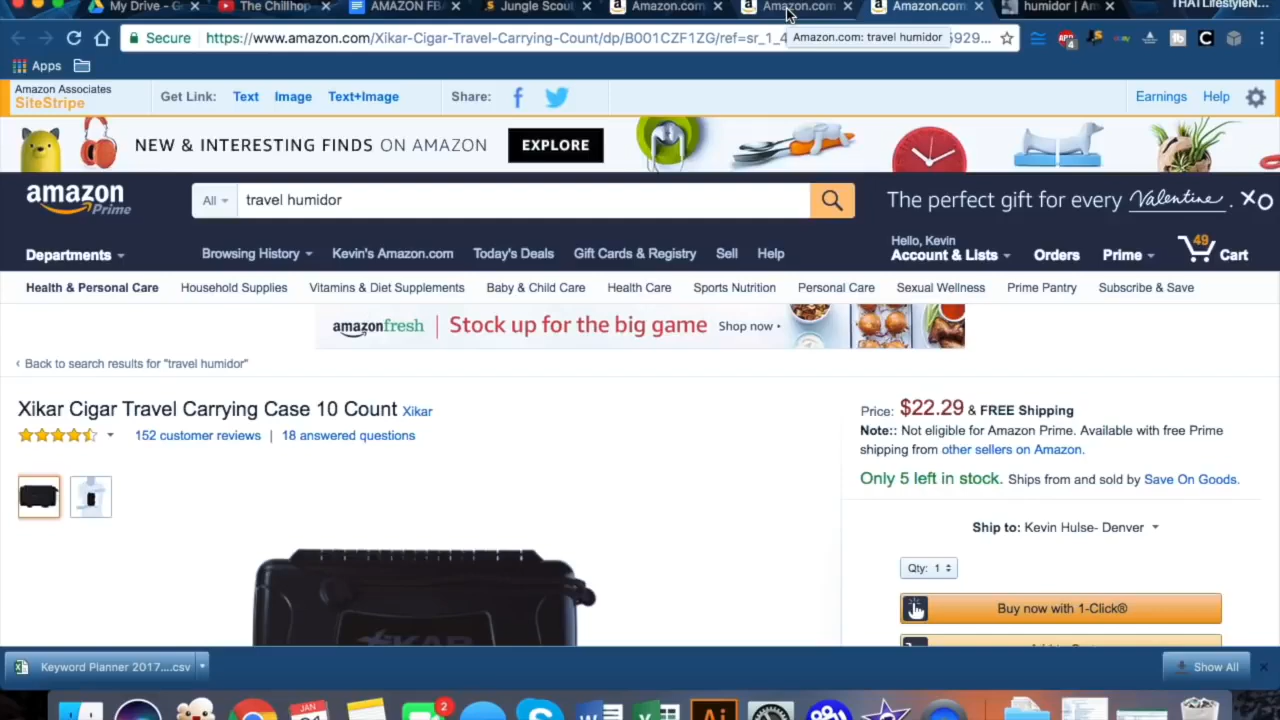 My Drive - G
The Chillhop
AMAZON FB
Jungle Scout
Amazon.com
Amazon.com
Amazon.com
humidor | Am
Secure
https://www.amazon.com/Xikar-Cigar-Travel-Carrying-Count/dp/B001CZF1ZG/ref=sr_1_4
Amazon.com: travel humidor
6929...
Apps
Amazon Associates
SiteStripe
Get Link: Text Image Text+Image
Share:
Earnings Help
NEW & INTERESTING FINDS ON AMAZON EXPLORE
amazon
Prime
All
travel humidor
The perfect gift for every Valentine. XO
Departments
Browsing History
Kevin's Amazon.com
Today's Deals
Gift Cards & Registry
Sell
Help
Hello, Kevin
Account & Lists
Orders
Prime
49
Cart
Health & Personal Care Household Supplies Vitamins & Diet Supplements Baby & Child Care Health Care Sports Nutrition Personal Care Sexual Wellness Prime Pantry Subscribe & Save
amazonfresh | Stock up for the big game Shop now
‹ Back to search results for "travel humidor"
Xikar Cigar Travel Carrying Case 10 Count Xikar
152 customer reviews | 18 answered questions
Price: $22.29 & FREE Shipping
Note:: Not eligible for Amazon Prime. Available with free Prime
shipping from other sellers on Amazon.
Only 5 left in stock. Ships from and sold by Save On Goods.
Ship to: Kevin Hulse- Denver
Qty: 1
Buy now with 1-Click®
XIKAR
Keyword Planner 2017....csv
Show All
JAN
2
Ai